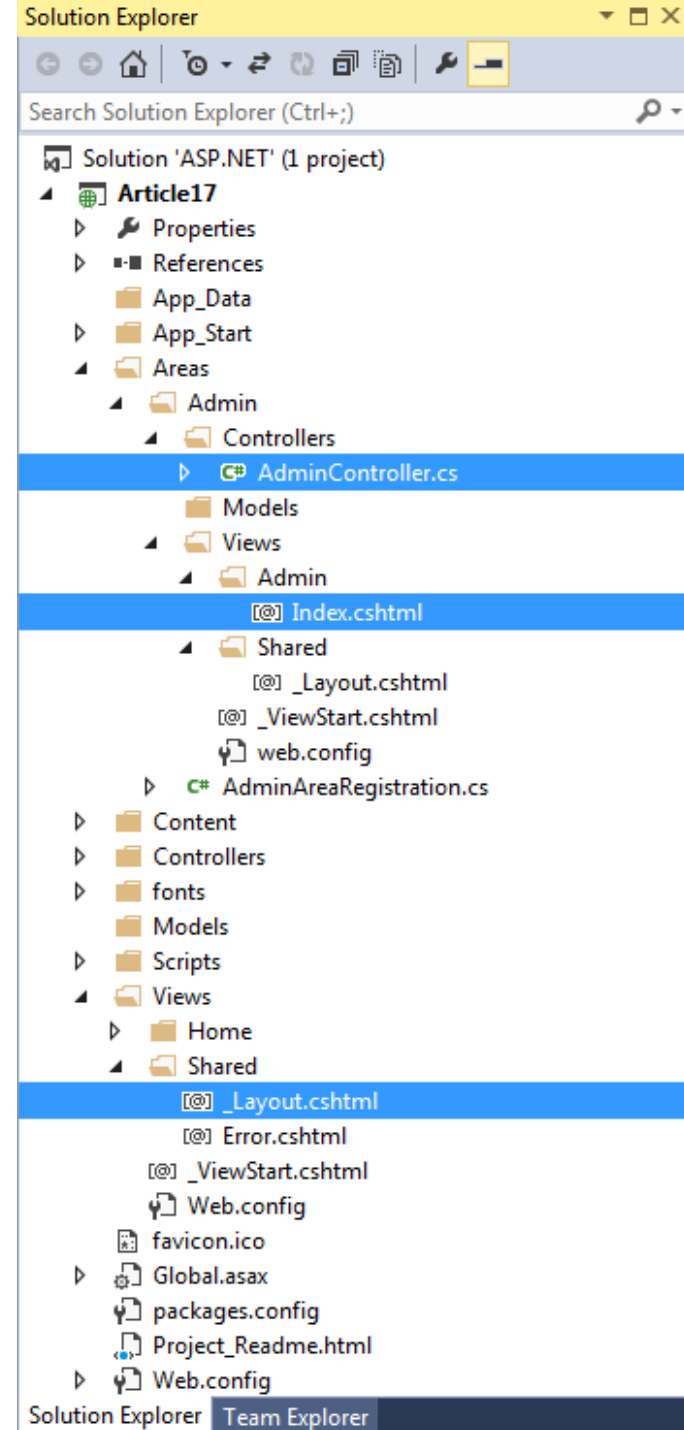 Solution Explorer
Search Solution Explorer (Ctrl+;)
Solution 'ASP.NET' (1 project)
Article17
Properties
References
App_Data
App_Start
Areas
Admin
Controllers
C# AdminController.cs
Models
Views
Admin
[@] Index.cshtml
Shared
[@] _Layout.cshtml
[@] _ViewStart.cshtml
web.config
C# AdminAreaRegistration.cs
Content
Controllers
fonts
Models
Scripts
Views
Home
Shared
[@] _Layout.cshtml
[@] Error.cshtml
[@] _ViewStart.cshtml
Web.config
favicon.ico
Global.asax
packages.config
Project_Readme.html
Web.config
Solution Explorer Team Explorer